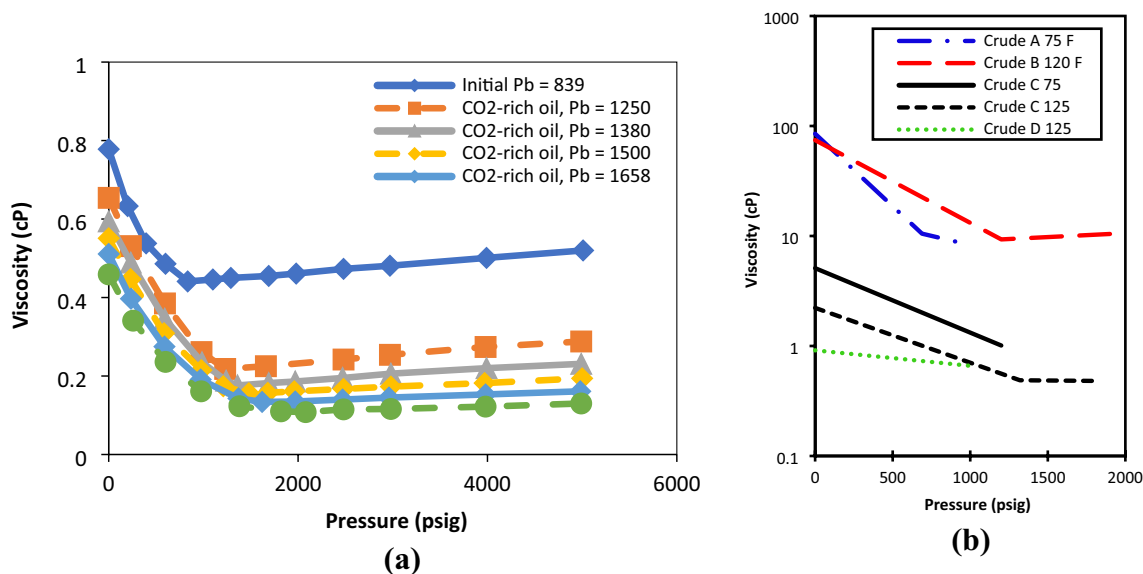 1
0.8
0.6
0.4
0.2
0
0
2000
4000
6000
Viscosity (cP)
Pressure (psig)
Initial Pb = 839
CO2-rich oil, Pb = 1250
CO2-rich oil, Pb = 1380
CO2-rich oil, Pb = 1500
CO2-rich oil, Pb = 1658
(a)
1000
100
10
1
0.1
0
500
1000
1500
2000
Viscosity (cP)
Pressure (psig)
Crude A 75 F
Crude B 120 F
Crude C 75
Crude C 125
Crude D 125
(b)